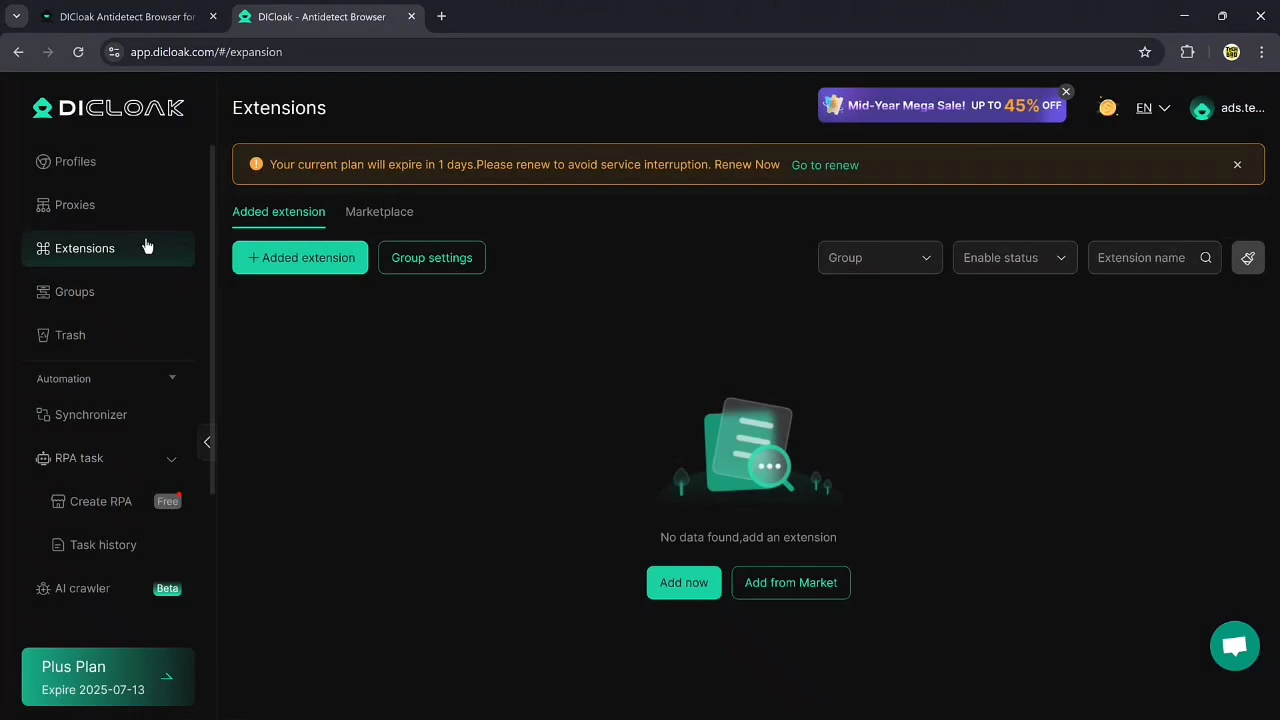 DICloak Antidetect Browser for
DICloak - Antidetect Browser
app.dicloak.com/#/expansion
DICLOAK
Extensions
Mid-Year Mega Sale! UP TO 45% OFF
EN
ads.te...
Profiles
Proxies
Extensions
Groups
Trash
Automation
Synchronizer
RPA task
Create RPA Free
Task history
AI crawler Beta
Plus Plan
Expire 2025-07-13
Your current plan will expire in 1 days.Please renew to avoid service interruption. Renew Now Go to renew
Added extension Marketplace
+ Added extension Group settings Group Enable status Extension name
No data found,add an extension
Add now Add from Market